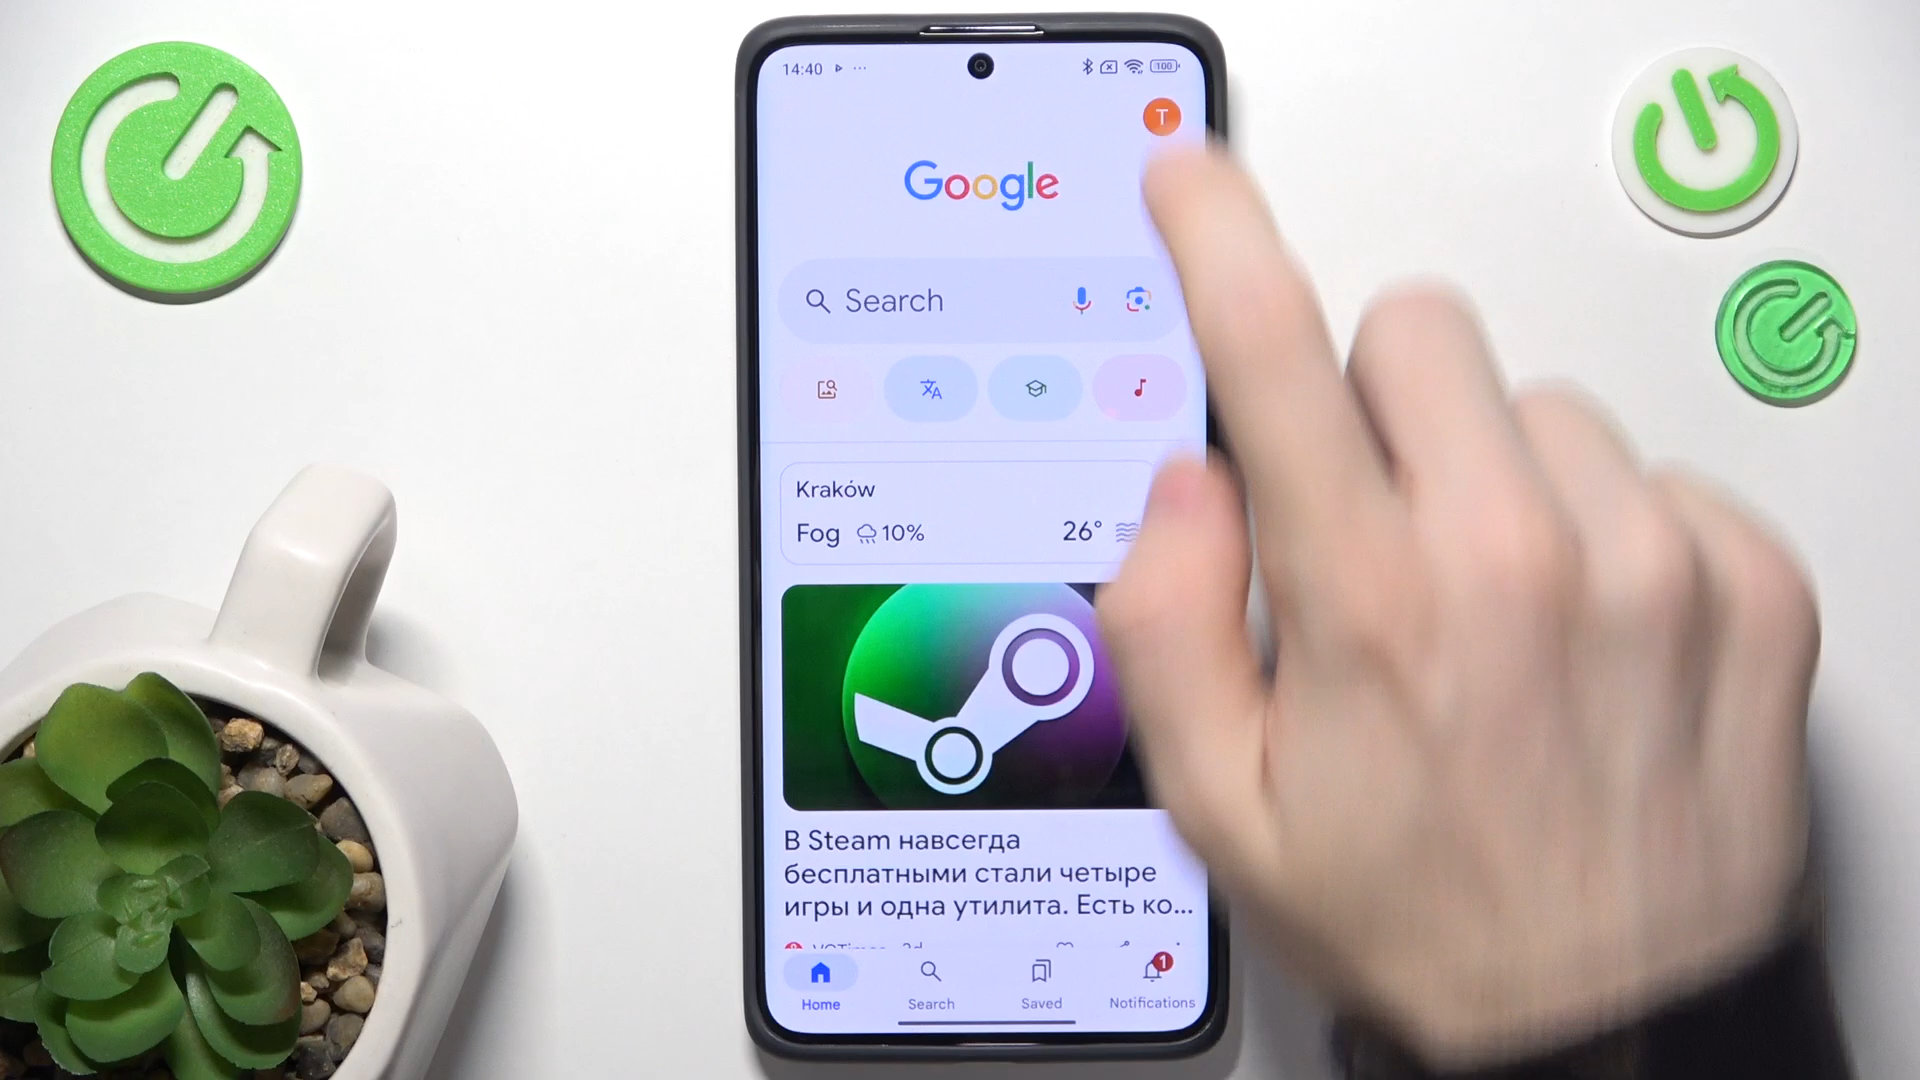 14:40
100
T
Google
Search
Kraków
Fog 10% 26°
В Steam навсегда
бесплатными стали четыре
игры и одна утилита. Есть ко...
1
Home Search Saved Notifications